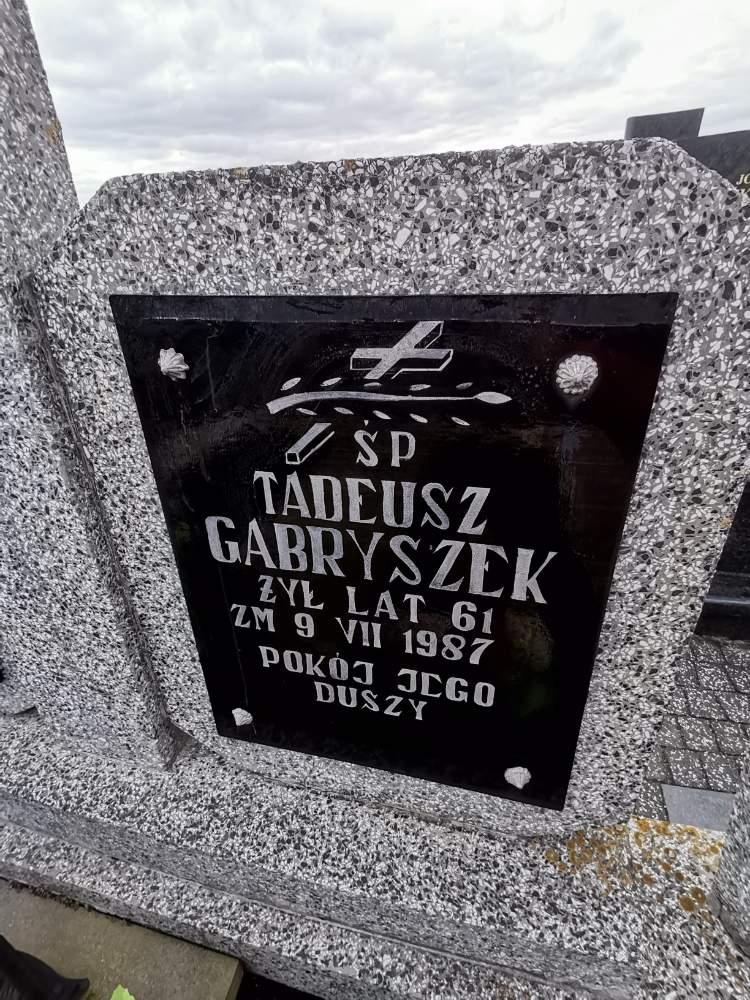 ŚP
TADEUSZ
GABRYSZEK
ŻYŁ LAT 61
ZM 9 VII 1987
POKÓJ JEGO
DUSZY